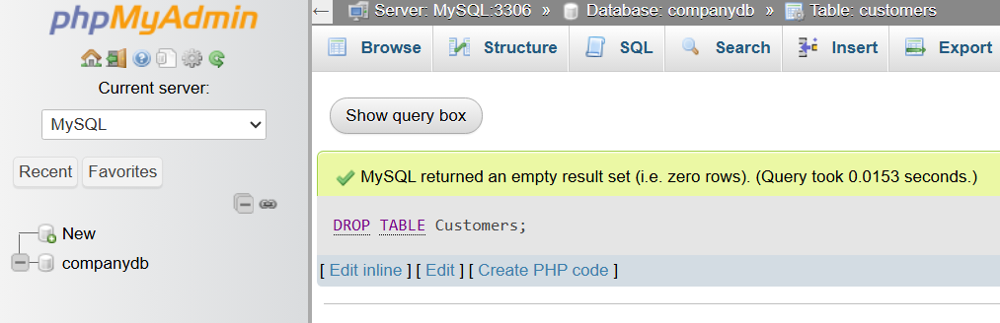 phpMyAdmin
Current server:
MySQL
Recent Favorites
New
companydb
Server: MySQL:3306 » Database: companydb » Table: customers
Browse Structure SQL Search Insert Export
Show query box
MySQL returned an empty result set (i.e. zero rows). (Query took 0.0153 seconds.)
DROP TABLE Customers;
[ Edit inline ] [ Edit ] [ Create PHP code ]